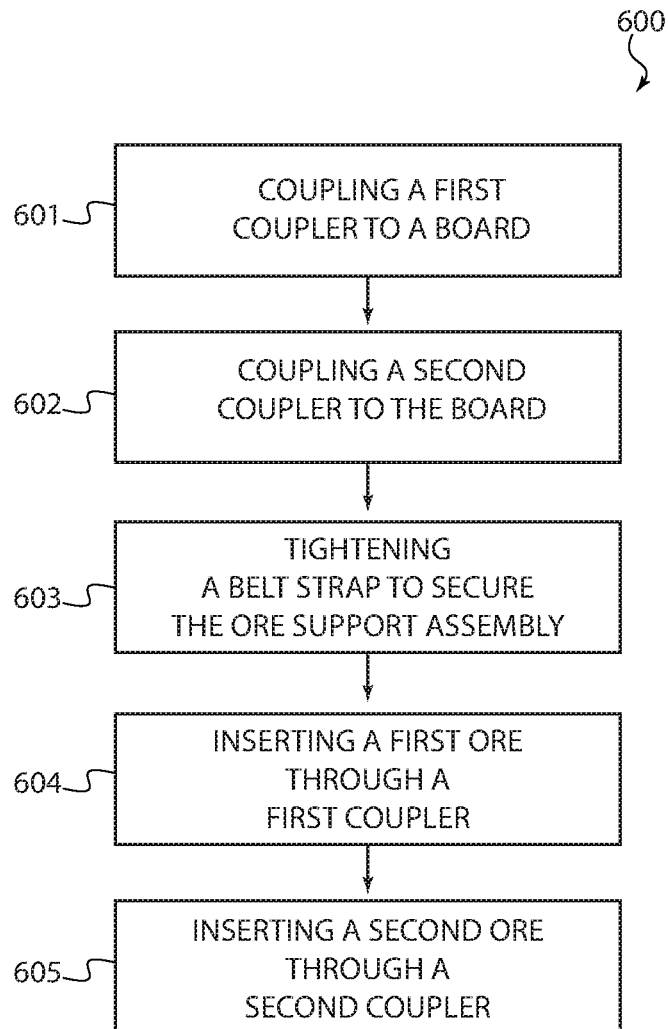 600
601
COUPLING A FIRST
COUPLER TO A BOARD
602
COUPLING A SECOND
COUPLER TO THE BOARD
603
TIGHTENING
A BELT STRAP TO SECURE
THE ORE SUPPORT ASSEMBLY
604
INSERTING A FIRST ORE
THROUGH A
FIRST COUPLER
605
INSERTING A SECOND ORE
THROUGH A
SECOND COUPLER